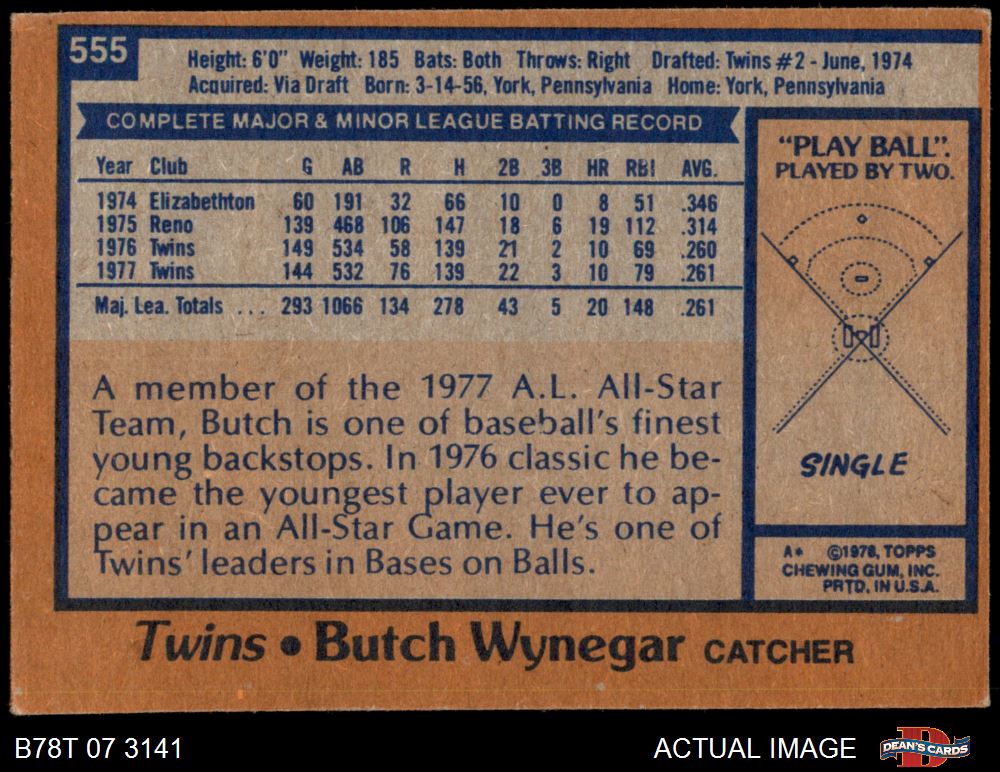 555
Height: 6'0" Weight: 185 Bats: Both Throws: Right Drafted: Twins #2 - June, 1974
Acquired: Via Draft Born: 3-14-56, York, Pennsylvania Home: York, Pennsylvania
COMPLETE MAJOR & MINOR LEAGUE BATTING RECORD
Year Club G AB R H 2B 3B HR RBI AVG.
1974 Elizabethton 60 191 32 66 10 0 8 51 .346
1975 Reno 139 468 106 147 18 6 19 112 .314
1976 Twins 149 534 58 139 21 2 10 69 .260
1977 Twins 144 532 76 139 22 3 10 79 .261
Maj. Lea. Totals ... 293 1066 134 278 43 5 20 148 .261
A member of the 1977 A.L. All-Star
Team, Butch is one of baseball's finest
young backstops. In 1976 classic he be-
came the youngest player ever to ap-
pear in an All-Star Game. He's one of
Twins' leaders in Bases on Balls.
"PLAY BALL".
PLAYED BY TWO.
SINGLE
A* ©1978, TOPPS
CHEWING GUM, INC.
PRTD. IN U.S.A.
Twins • Butch Wynegar CATCHER
B78T 07 3141
ACTUAL IMAGE
D
DEAN'S CARDS